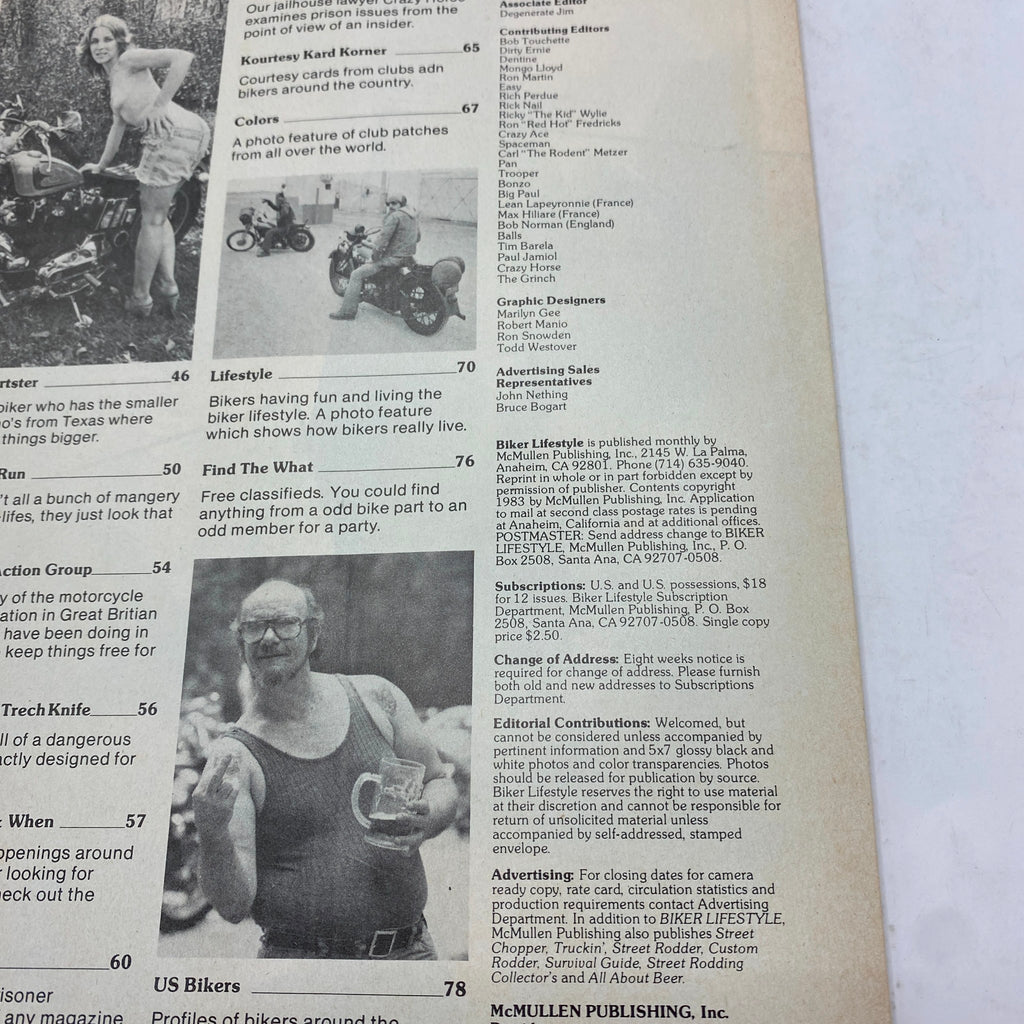 Our jailhouse lawyer Crazy Horse
examines prison issues from the
point of view of an insider.
Kourtesy Kard Korner 65
Courtesy cards from clubs adn
bikers around the country.
Colors 67
A photo feature of club patches
from all over the world.
rtster 46
biker who has the smaller
o's from Texas where
things bigger.
Run 50
't all a bunch of mangery
-lifes, they just look that
ction Group 54
y of the motorcycle
ation in Great Britian
have been doing in
keep things free for
Trech Knife 56
ll of a dangerous
actly designed for
& When 57
ppenings around
r looking for
heck out the
60
isoner
any magazine
Lifestyle 70
Bikers having fun and living the
biker lifestyle. A photo feature
which shows how bikers really live.
Find The What 76
Free classifieds. You could find
anything from a odd bike part to an
odd member for a party.
US Bikers 78
Profiles of bikers around the
Associate Editor
Degenerate Jim
Contributing Editors
Bob Touchette
Dirty Ernie
Dentine
Mongo Lloyd
Ron Martin
Easy
Rich Perdue
Rick Nail
Ricky "The Kid" Wylie
Ron "Red Hot" Fredricks
Crazy Ace
Spaceman
Carl "The Rodent" Metzer
Pan
Trooper
Bonzo
Big Paul
Lean Lapeyronnie (France)
Max Hiliare (France)
Bob Norman (England)
Balls
Tim Barela
Paul Jamiol
Crazy Horse
The Grinch
Graphic Designers
Marilyn Gee
Robert Manio
Ron Snowden
Todd Westover
Advertising Sales
Representatives
John Nething
Bruce Bogart
Biker Lifestyle is published monthly by
McMullen Publishing, Inc., 2145 W. La Palma,
Anaheim, CA 92801. Phone (714) 635-9040.
Reprint in whole or in part forbidden except by
permission of publisher. Contents copyright
1983 by McMullen Publishing, Inc. Application
to mail at second class postage rates is pending
at Anaheim, California and at additional offices.
POSTMASTER: Send address change to BIKER
LIFESTYLE, McMullen Publishing, Inc., P. O.
Box 2508, Santa Ana, CA 92707-0508.
Subscriptions: U.S. and U.S. possessions, $18
for 12 issues. Biker Lifestyle Subscription
Department, McMullen Publishing, P. O. Box
2508, Santa Ana, CA 92707-0508. Single copy
price $2.50.
Change of Address: Eight weeks notice is
required for change of address. Please furnish
both old and new addresses to Subscriptions
Department.
Editorial Contributions: Welcomed, but
cannot be considered unless accompanied by
pertinent information and 5x7 glossy black and
white photos and color transparencies. Photos
should be released for publication by source.
Biker Lifestyle reserves the right to use material
at their discretion and cannot be responsible for
return of unsolicited material unless
accompanied by self-addressed, stamped
envelope.
Advertising: For closing dates for camera
ready copy, rate card, circulation statistics and
production requirements contact Advertising
Department. In addition to BIKER LIFESTYLE,
McMullen Publishing also publishes Street
Chopper, Truckin', Street Rodder, Custom
Rodder, Survival Guide, Street Rodding
Collector's and All About Beer.
McMULLEN PUBLISHING, Inc.